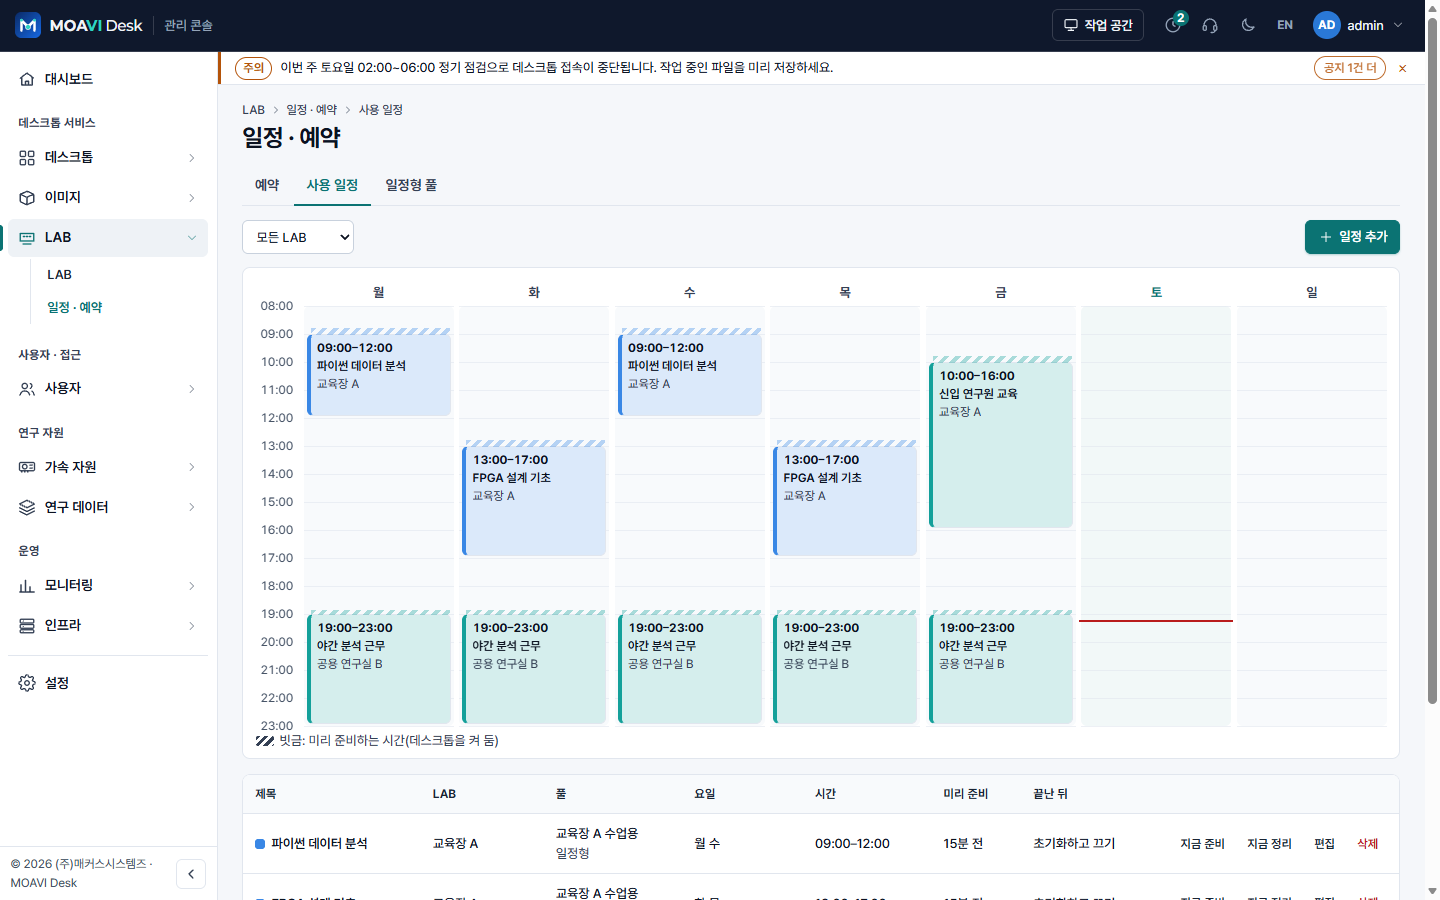 MOAVI Desk
관리 콘솔
작업 공간
2
EN
AD
admin
대시보드
데스크톱 서비스
데스크톱
이미지
LAB
LAB
일정 · 예약
사용자 · 접근
사용자
연구 자원
가속 자원
연구 데이터
운영
모니터링
인프라
설정
© 2026 (주)매커스시스템즈 ·
MOAVI Desk
주의
이번 주 토요일 02:00~06:00 정기 점검으로 데스크톱 접속이 중단됩니다. 작업 중인 파일을 미리 저장하세요.
공지 1건 더
LAB > 일정 · 예약 > 사용 일정
일정 · 예약
예약
사용 일정
일정형 풀
모든 LAB
일정 추가
월 화 수 목 금 토 일
08:00
09:00
10:00
11:00
12:00
13:00
14:00
15:00
16:00
17:00
18:00
19:00
20:00
21:00
22:00
23:00
09:00–12:00
파이썬 데이터 분석
교육장 A
19:00–23:00
야간 분석 근무
공용 연구실 B
13:00–17:00
FPGA 설계 기초
교육장 A
19:00–23:00
야간 분석 근무
공용 연구실 B
09:00–12:00
파이썬 데이터 분석
교육장 A
19:00–23:00
야간 분석 근무
공용 연구실 B
13:00–17:00
FPGA 설계 기초
교육장 A
19:00–23:00
야간 분석 근무
공용 연구실 B
10:00–16:00
신입 연구원 교육
교육장 A
19:00–23:00
야간 분석 근무
공용 연구실 B
빗금: 미리 준비하는 시간(데스크톱을 켜 둠)
제목 LAB 풀 요일 시간 미리 준비 끝난 뒤
파이썬 데이터 분석 교육장 A 교육장 A 수업용 월 수 09:00–12:00 15분 전 초기화하고 끄기 지금 준비 지금 정리 편집 삭제
일정형
교육장 A 수업용